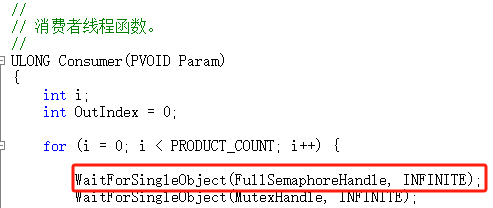 //
// 消费者线程函数。
//
ULONG Consumer(PVOID Param)
{
int i;
int OutIndex = 0;
for (i = 0; i < PRODUCT_COUNT; i++) {
WaitForSingleObject(FullSemaphoreHandle, INFINITE);
WaitForSingleObject(MutexHandle, INFINITE);